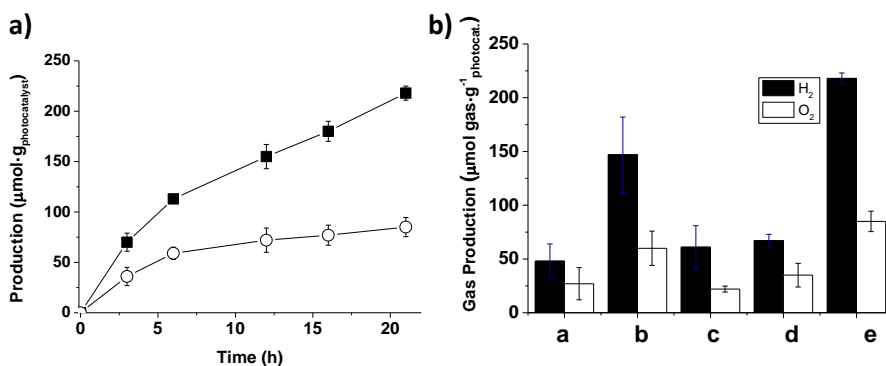 a)
Production (μmol·g_photocatalyst)
250
200
150
100
50
0
0
5
10
15
20
Time (h)
b)
Gas Production (μmol gas·g⁻¹ photocat.)
250
200
150
100
50
0
H₂
O₂
a
b
c
d
e